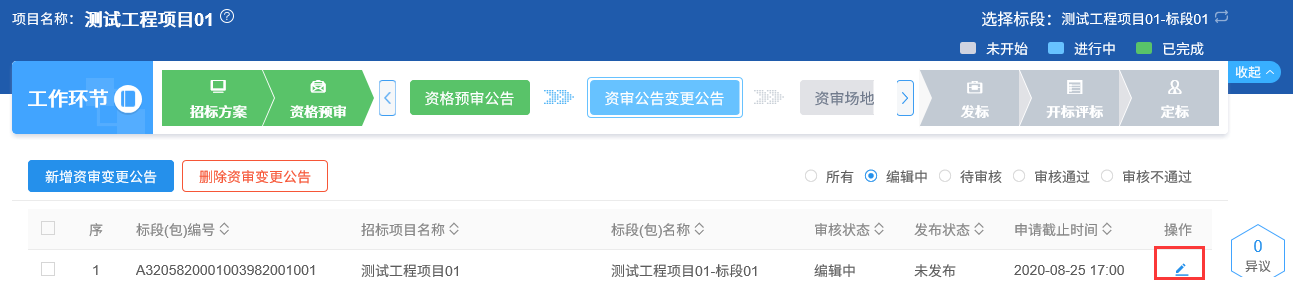 项目名称: 测试工程项目01 ?
选择标段: 测试工程项目01-标段01
未开始 进行中 已完成
收起
工作环节 招标方案 资格预审 资格预审公告 资审公告变更公告 资审场地 发标 开标评标 定标
新增资审变更公告 删除资审变更公告 所有 编辑中 待审核 审核通过 审核不通过
序 标段(包)编号 招标项目名称 标段(包)名称 审核状态 发布状态 申请截止时间 操作
1 A3205820001003982001001 测试工程项目01 测试工程项目01-标段01 编辑中 未发布 2020-08-25 17:00
0
异议